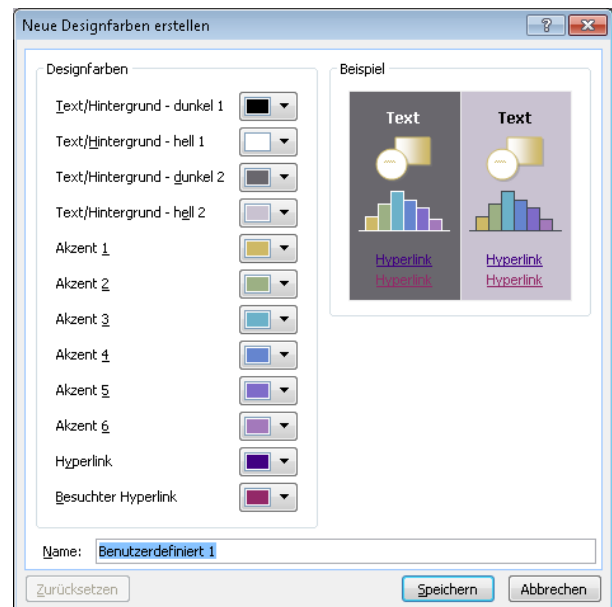 Neue Designfarben erstellen
Designfarben
Text/Hintergrund - dunkel 1
Text/Hintergrund - hell 1
Text/Hintergrund - dunkel 2
Text/Hintergrund - hell 2
Akzent 1
Akzent 2
Akzent 3
Akzent 4
Akzent 5
Akzent 6
Hyperlink
Besuchter Hyperlink
Beispiel
Text Text
Hyperlink Hyperlink
Hyperlink Hyperlink
Name: Benutzerdefiniert 1
Zurücksetzen Speichern Abbrechen